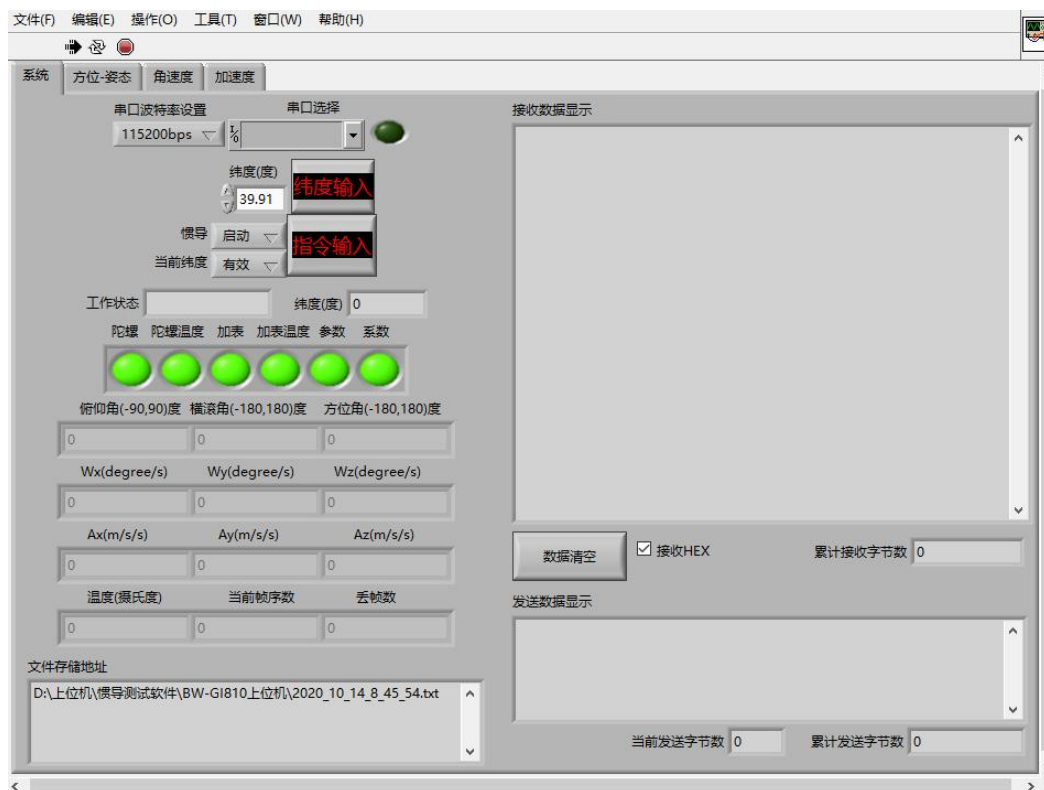 文件(F) 编辑(E) 操作(O) 工具(T) 窗口(W) 帮助(H)
系统 方位-姿态 角速度 加速度
串口波特率设置 串口选择
115200bps I/O
纬度(度)
39.91 纬度输入
惯导 启动
当前纬度 有效
指令输入
工作状态 纬度(度) 0
陀螺 陀螺温度 加表 加表温度 参数 系数
俯仰角(-90,90)度 横滚角(-180,180)度 方位角(-180,180)度
0 0 0
Wx(degree/s) Wy(degree/s) Wz(degree/s)
0 0 0
Ax(m/s/s) Ay(m/s/s) Az(m/s/s)
0 0 0
温度(摄氏度) 当前帧序数 丢帧数
0 0 0
文件存储地址
D:\上位机\惯导测试软件\BW-GI810上位机\2020_10_14_8_45_54.txt
接收数据显示
数据清空 接收HEX 累计接收字节数 0
发送数据显示
当前发送字节数 0 累计发送字节数 0